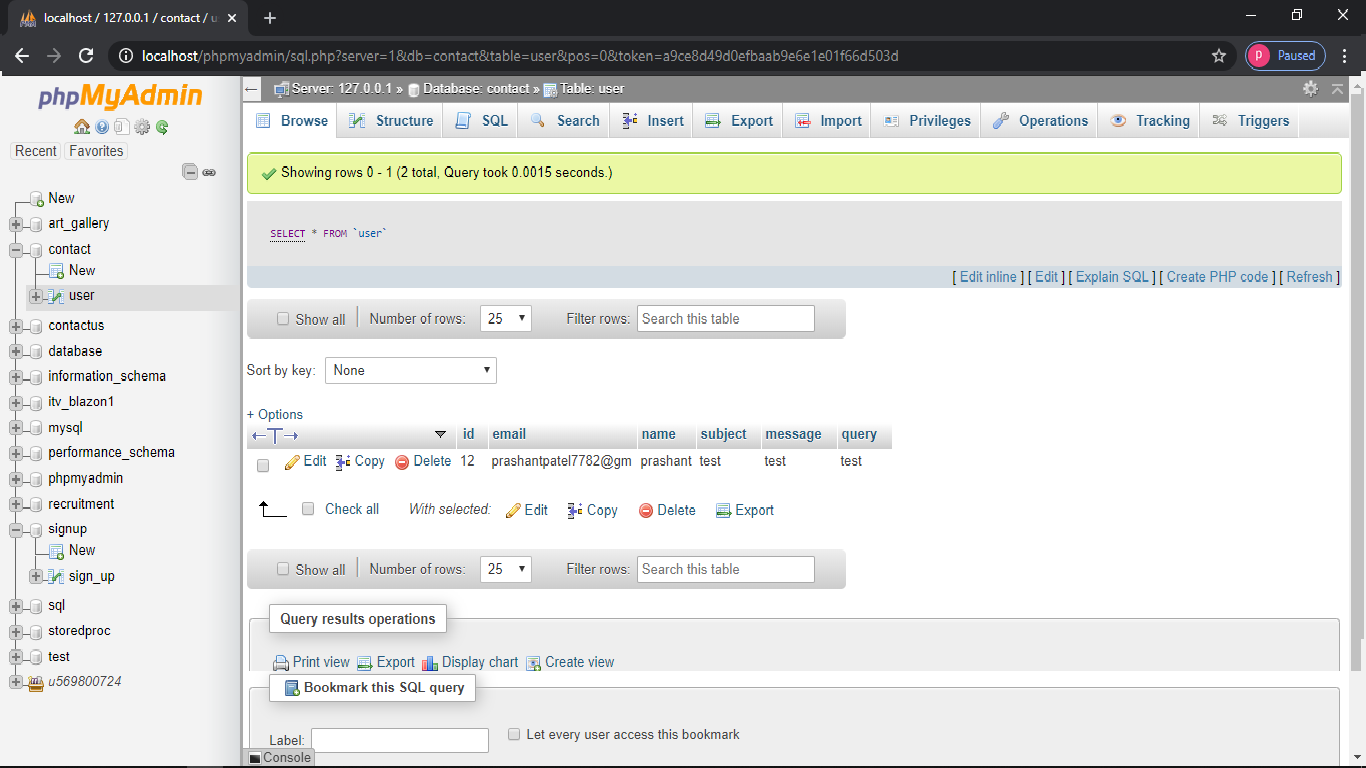 localhost / 127.0.0.1 / contact / u
localhost/phpmyadmin/sql.php?server=1&db=contact&table=user&pos=0&token=a9ce8d49d0efbaab9e6e1e01f66d503d
p Paused
phpMyAdmin
Recent Favorites
New
art_gallery
contact
New
user
contactus
database
information_schema
itv_blazon1
mysql
performance_schema
phpmyadmin
recruitment
signup
New
sign_up
sql
storedproc
test
u569800724
Server: 127.0.0.1 » Database: contact » Table: user
Browse Structure SQL Search Insert Export Import Privileges Operations Tracking Triggers
Showing rows 0 - 1 (2 total, Query took 0.0015 seconds.)
SELECT * FROM `user`
[ Edit inline ] [ Edit ] [ Explain SQL ] [ Create PHP code ] [ Refresh ]
Show all Number of rows: 25 Filter rows: Search this table
Sort by key: None
+ Options
←T→ id email name subject message query
Edit Copy Delete 12 prashantpatel7782@gm prashant test test test
Check all With selected: Edit Copy Delete Export
Show all Number of rows: 25 Filter rows: Search this table
Query results operations
Print view Export Display chart Create view
Bookmark this SQL query
Label: Let every user access this bookmark
Console